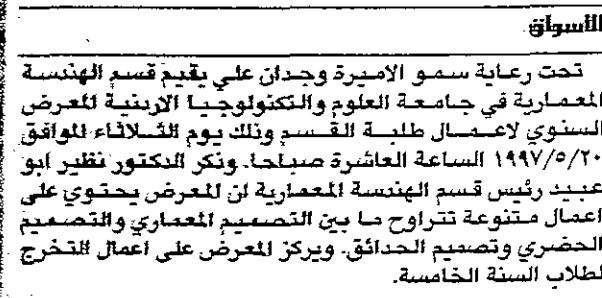 الاسواق
تحت رعاية سمو الاميرة وجدان علي يقيم قسم الهندسة
المعمارية في جامعة العلوم والتكنولوجيا الاردنية المعرض
السنوي لاعمال طلبة القسم وذلك يوم الثلاثاء الموافق
١٩٩٧/٥/٢٠ الساعة العاشرة صباحا. وذكر الدكتور نظير ابو
عبيد رئيس قسم الهندسة المعمارية ان المعرض يحتوي على
اعمال متنوعة تتراوح ما بين التصميم المعماري والتصميم
الحضري وتصميم الحدائق. ويركز المعرض على اعمال التخرج
لطلاب السنة الخامسة.